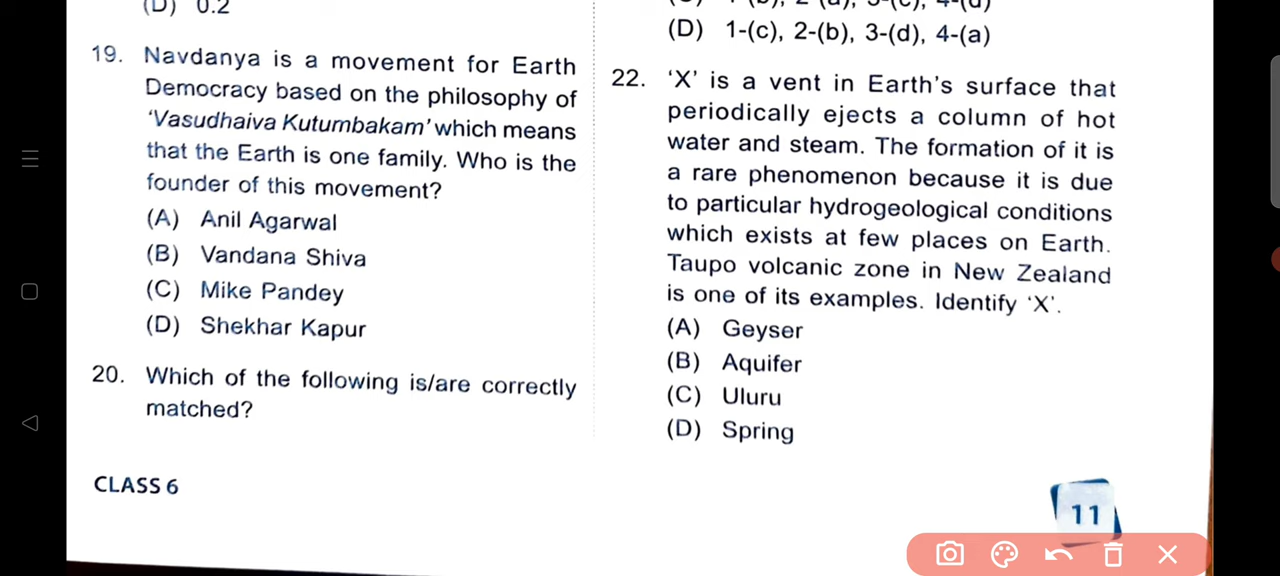 (D) 0.2
19. Navdanya is a movement for Earth
Democracy based on the philosophy of
'Vasudhaiva Kutumbakam' which means
that the Earth is one family. Who is the
founder of this movement?
(A) Anil Agarwal
(B) Vandana Shiva
(C) Mike Pandey
(D) Shekhar Kapur
20. Which of the following is/are correctly
matched?
(D) 1-(c), 2-(b), 3-(d), 4-(a)
22. 'X' is a vent in Earth's surface that
periodically ejects a column of hot
water and steam. The formation of it is
a rare phenomenon because it is due
to particular hydrogeological conditions
which exists at few places on Earth.
Taupo volcanic zone in New Zealand
is one of its examples. Identify 'X'.
(A) Geyser
(B) Aquifer
(C) Uluru
(D) Spring
CLASS 6
11